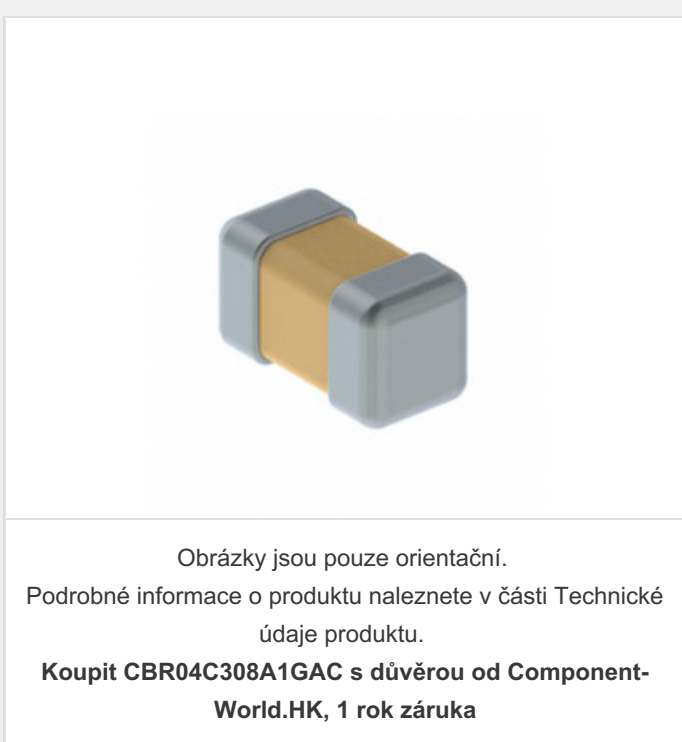 Obrázky jsou pouze orientační.
Podrobné informace o produktu naleznete v části Technické
údaje produktu.
Koupit CBR04C308A1GAC s důvěrou od Component-
World.HK, 1 rok záruka